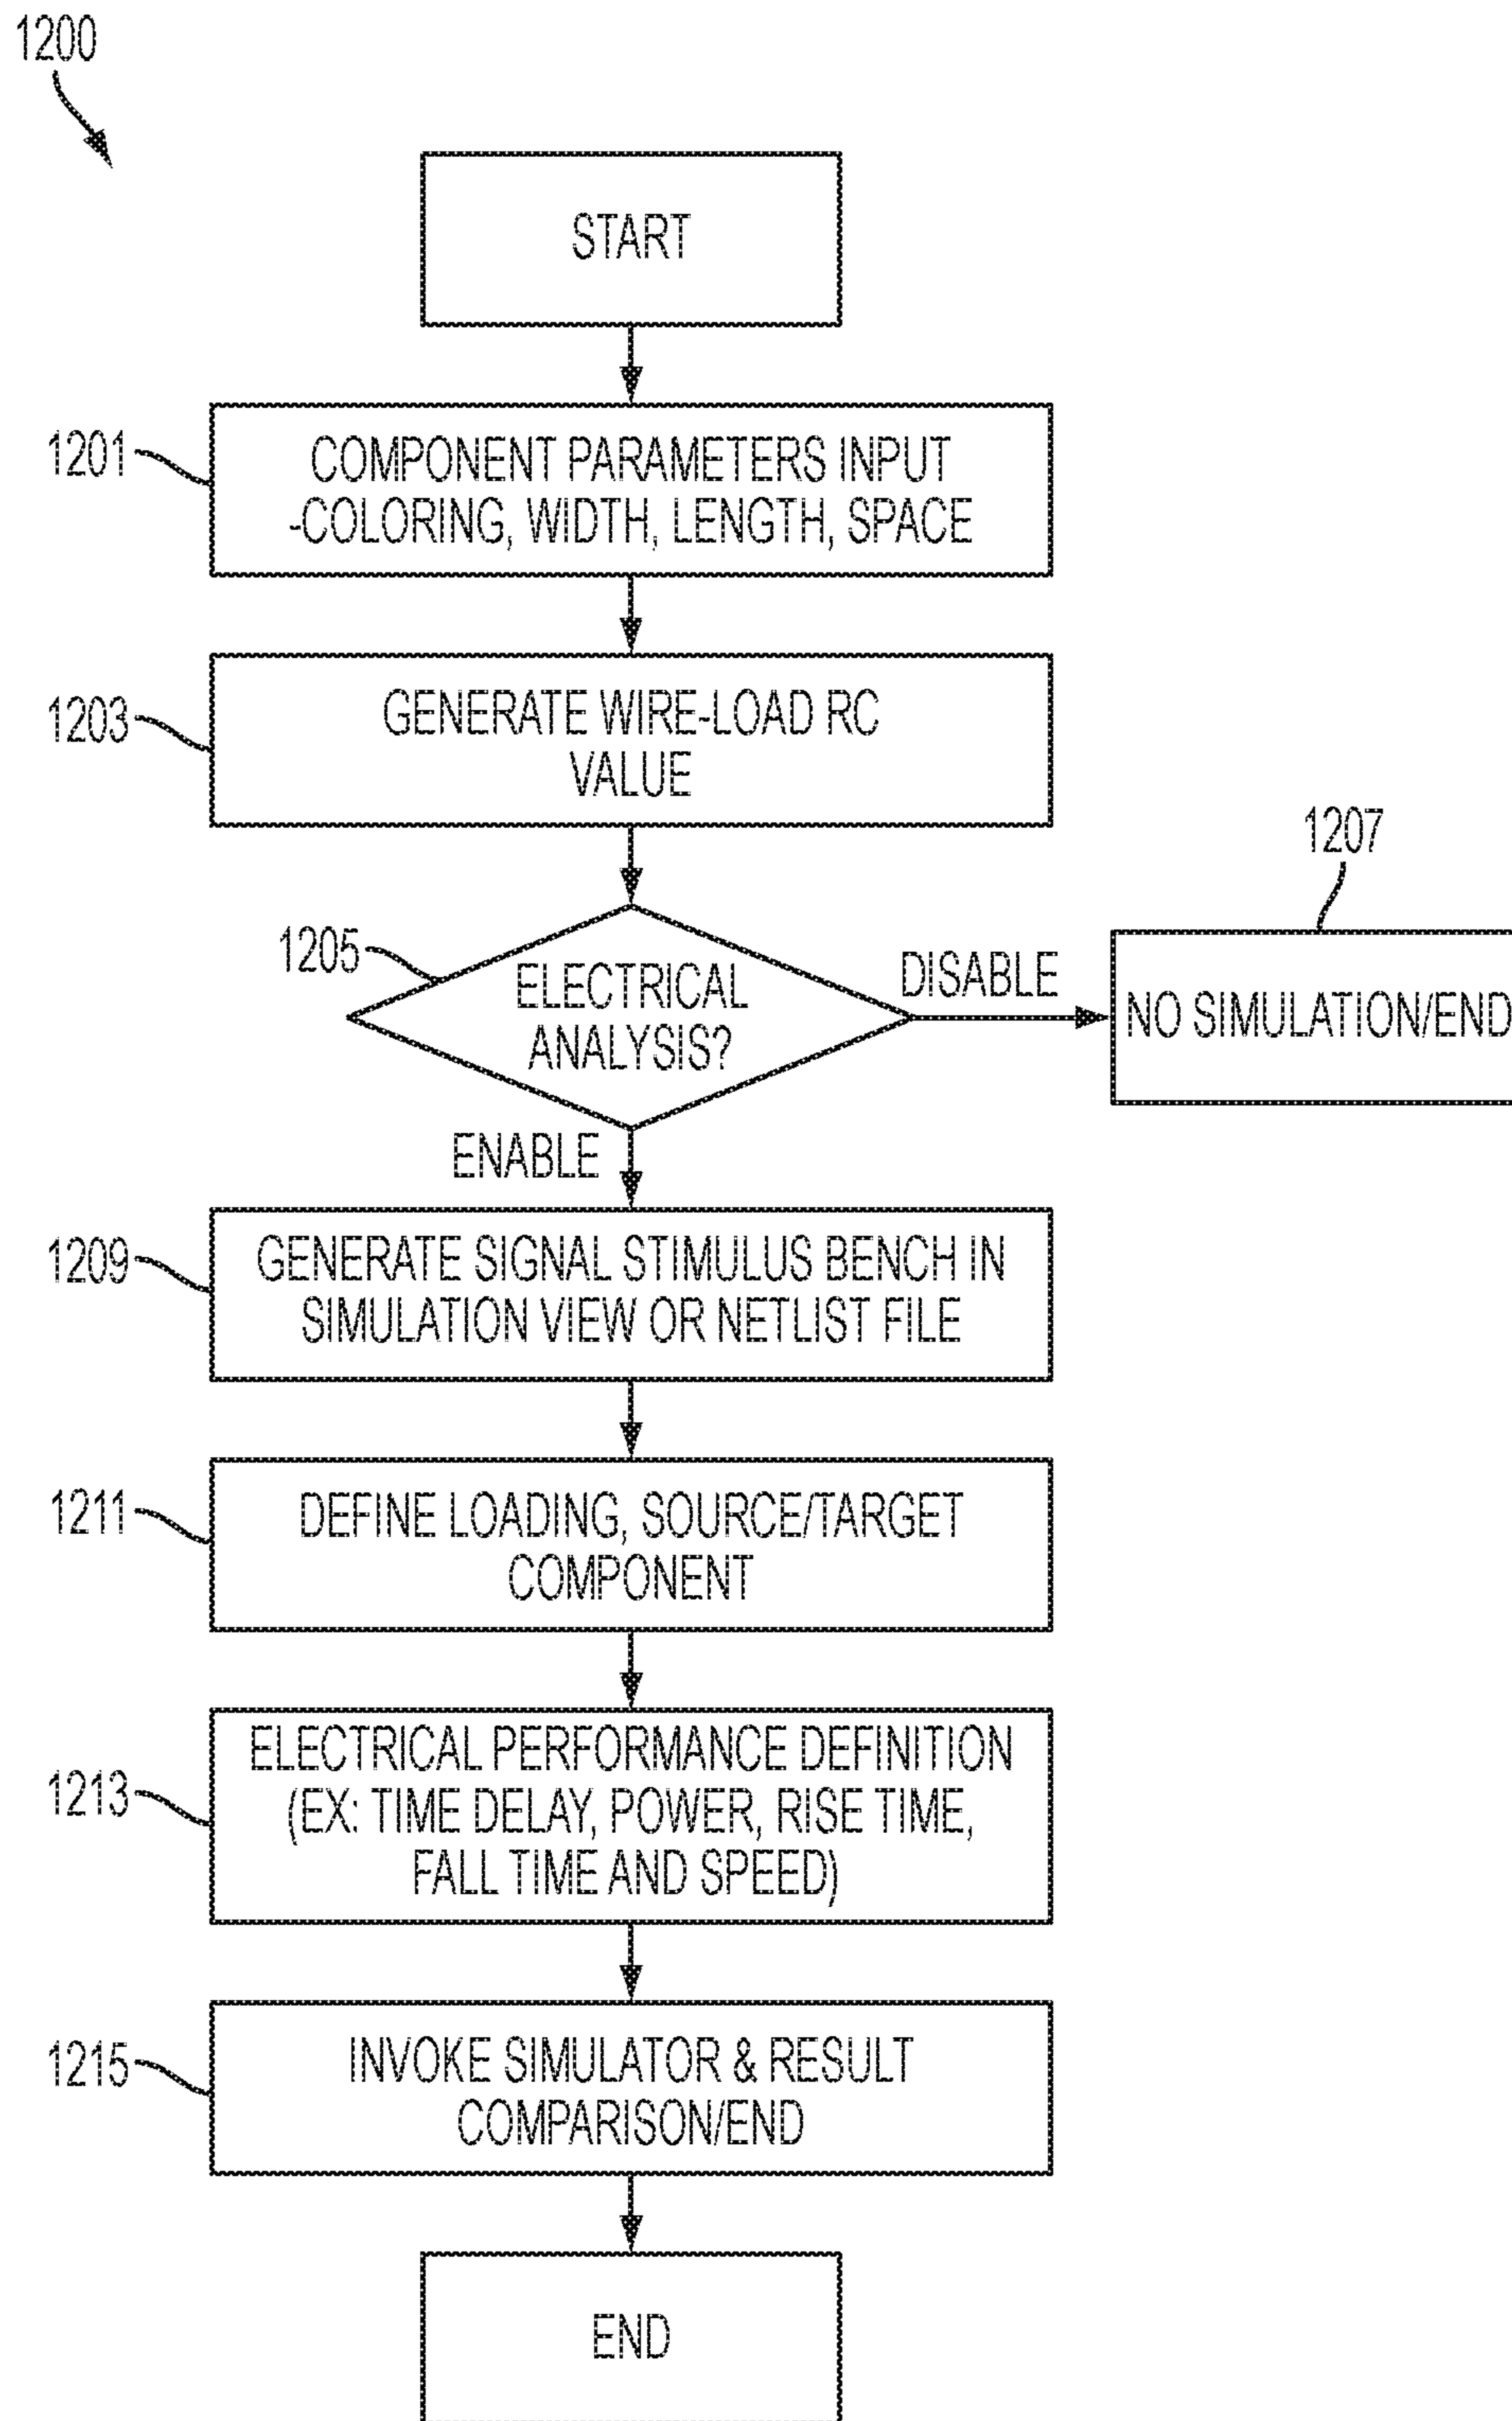 1200
START
1201
COMPONENT PARAMETERS INPUT
-COLORING, WIDTH, LENGTH, SPACE
1203
GENERATE WIRE-LOAD RC
VALUE
1205
ELECTRICAL
ANALYSIS?
DISABLE
1207
NO SIMULATION/END
ENABLE
1209
GENERATE SIGNAL STIMULUS BENCH IN
SIMULATION VIEW OR NETLIST FILE
1211
DEFINE LOADING, SOURCE/TARGET
COMPONENT
1213
ELECTRICAL PERFORMANCE DEFINITION
(EX: TIME DELAY, POWER, RISE TIME,
FALL TIME AND SPEED)
1215
INVOKE SIMULATOR & RESULT
COMPARISON/END
END